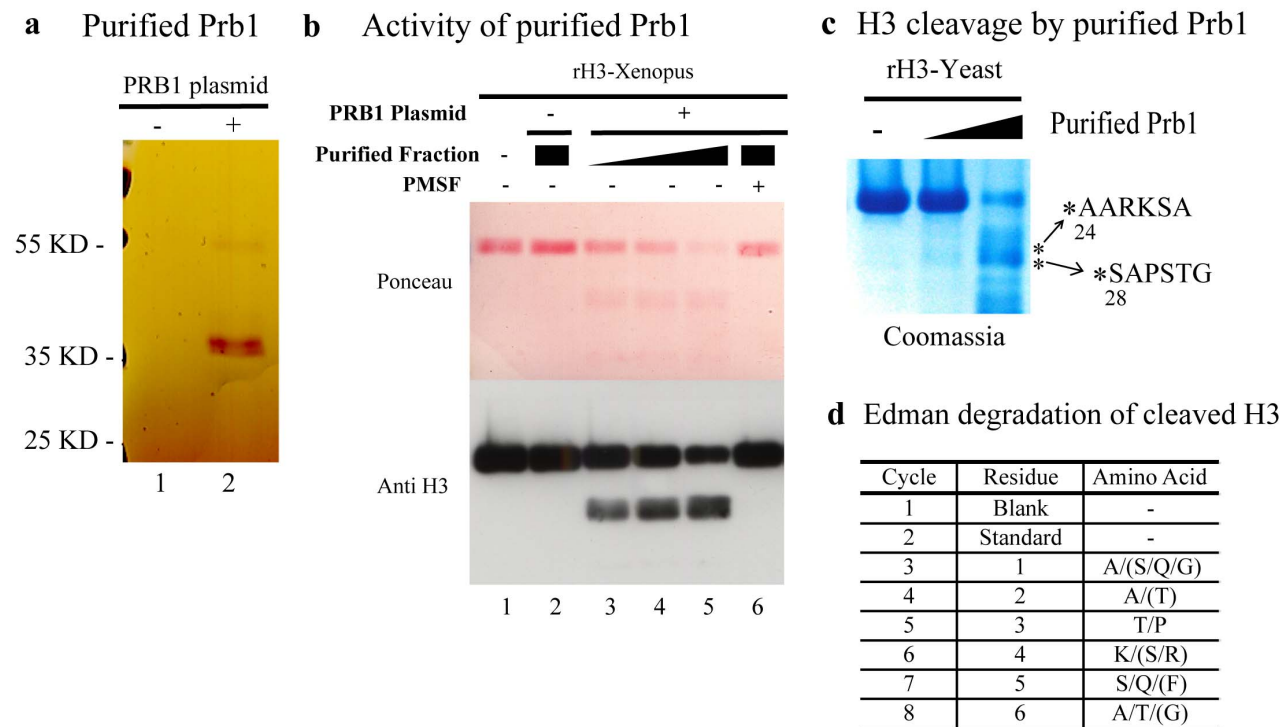 a Purified Prb1
PRB1 plasmid
- +
55 KD -
35 KD -
25 KD -
1 2
b Activity of purified Prb1
rH3-Xenopus
PRB1 Plasmid - +
Purified Fraction -
PMSF - - - - - +
Ponceau
Anti H3
1 2 3 4 5 6
c H3 cleavage by purified Prb1
rH3-Yeast
- Purified Prb1
*AARKSA
24
*
*
*SAPSTG
28
Coomassia
d Edman degradation of cleaved H3
Cycle Residue Amino Acid
1 Blank -
2 Standard -
3 1 A/(S/Q/G)
4 2 A/(T)
5 3 T/P
6 4 K/(S/R)
7 5 S/Q/(F)
8 6 A/T/(G)